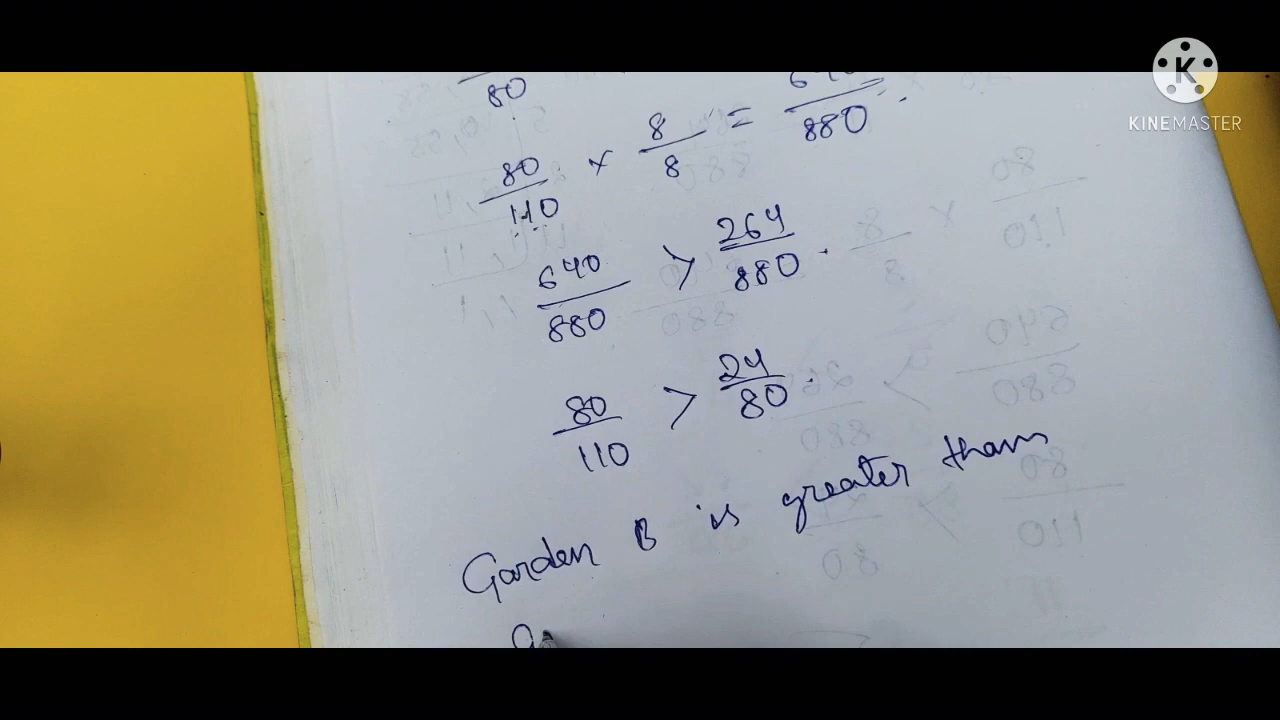 80
80/110 × 8/8 = 640/880
640/880 > 264/880
80/110 > 24/80
Garden B is greater than
KINEMASTER